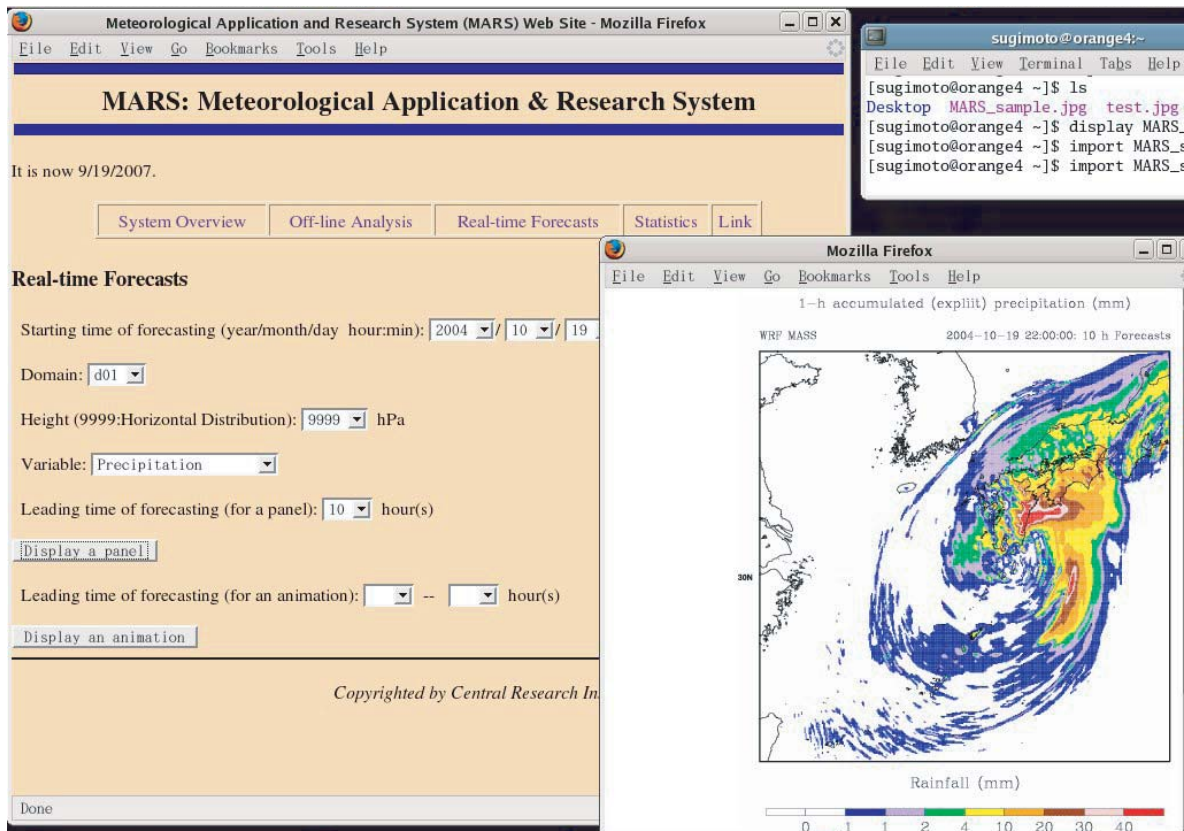 Meteorological Application and Research System (MARS) Web Site - Mozilla Firefox
File Edit View Go Bookmarks Tools Help
MARS: Meteorological Application & Research System
It is now 9/19/2007.
System Overview Off-line Analysis Real-time Forecasts Statistics Link
Real-time Forecasts
Starting time of forecasting (year/month/day hour:min): 2004 / 10 / 19
Domain: d01
Height (9999:Horizontal Distribution): 9999 hPa
Variable: Precipitation
Leading time of forecasting (for a panel): 10 hour(s)
Display a panel
Leading time of forecasting (for an animation): -- hour(s)
Display an animation
Copyrighted by Central Research In
Done
sugimoto@orange4:~
File Edit View Terminal Tabs Help
[sugimoto@orange4 ~]$ ls
Desktop MARS_sample.jpg test.jpg
[sugimoto@orange4 ~]$ display MARS_
[sugimoto@orange4 ~]$ import MARS_s
[sugimoto@orange4 ~]$ import MARS_s
Mozilla Firefox
File Edit View Go Bookmarks Tools Help
1-h accumulated (expliit) precipitation (mm)
WRF MASS 2004-10-19 22:00:00: 10 h Forecasts
30N
Rainfall (mm)
0 1 1 2 4 10 20 30 40